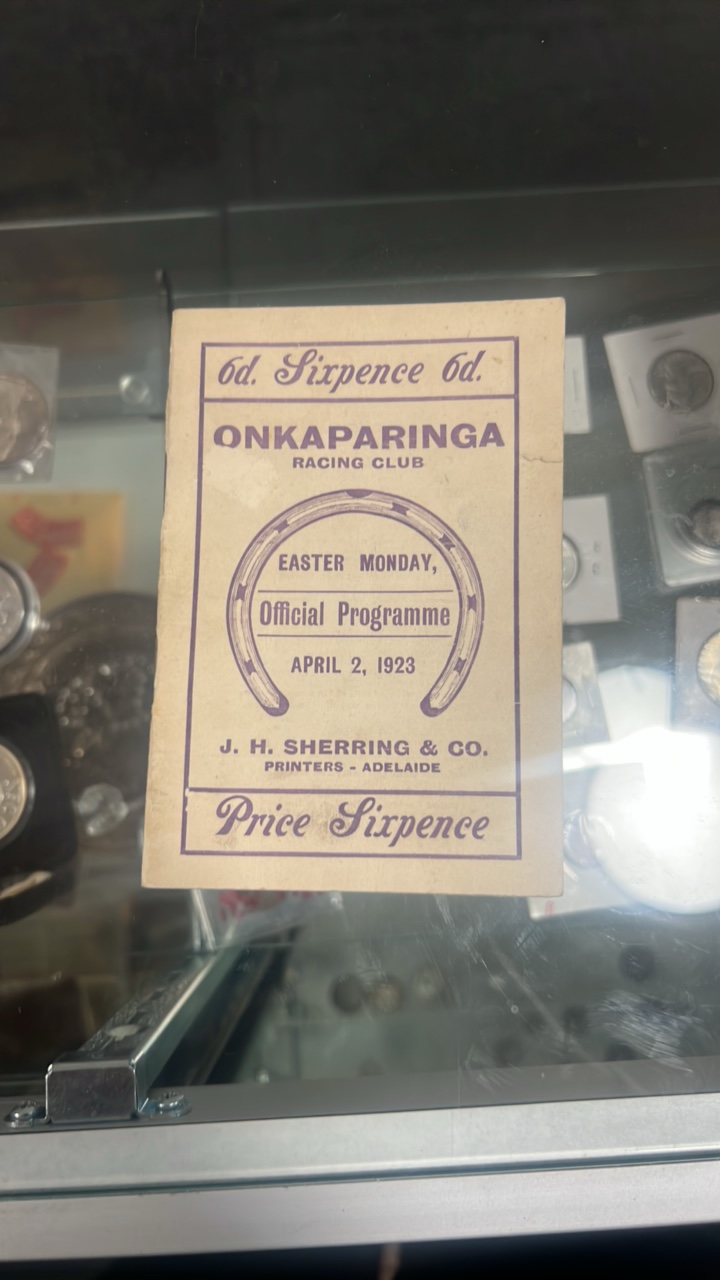 6d. Sixpence 6d.
ONKAPARINGA
RACING CLUB
EASTER MONDAY,
Official Programme
APRIL 2, 1923
J. H. SHERRING & CO.
PRINTERS - ADELAIDE
Price Sixpence